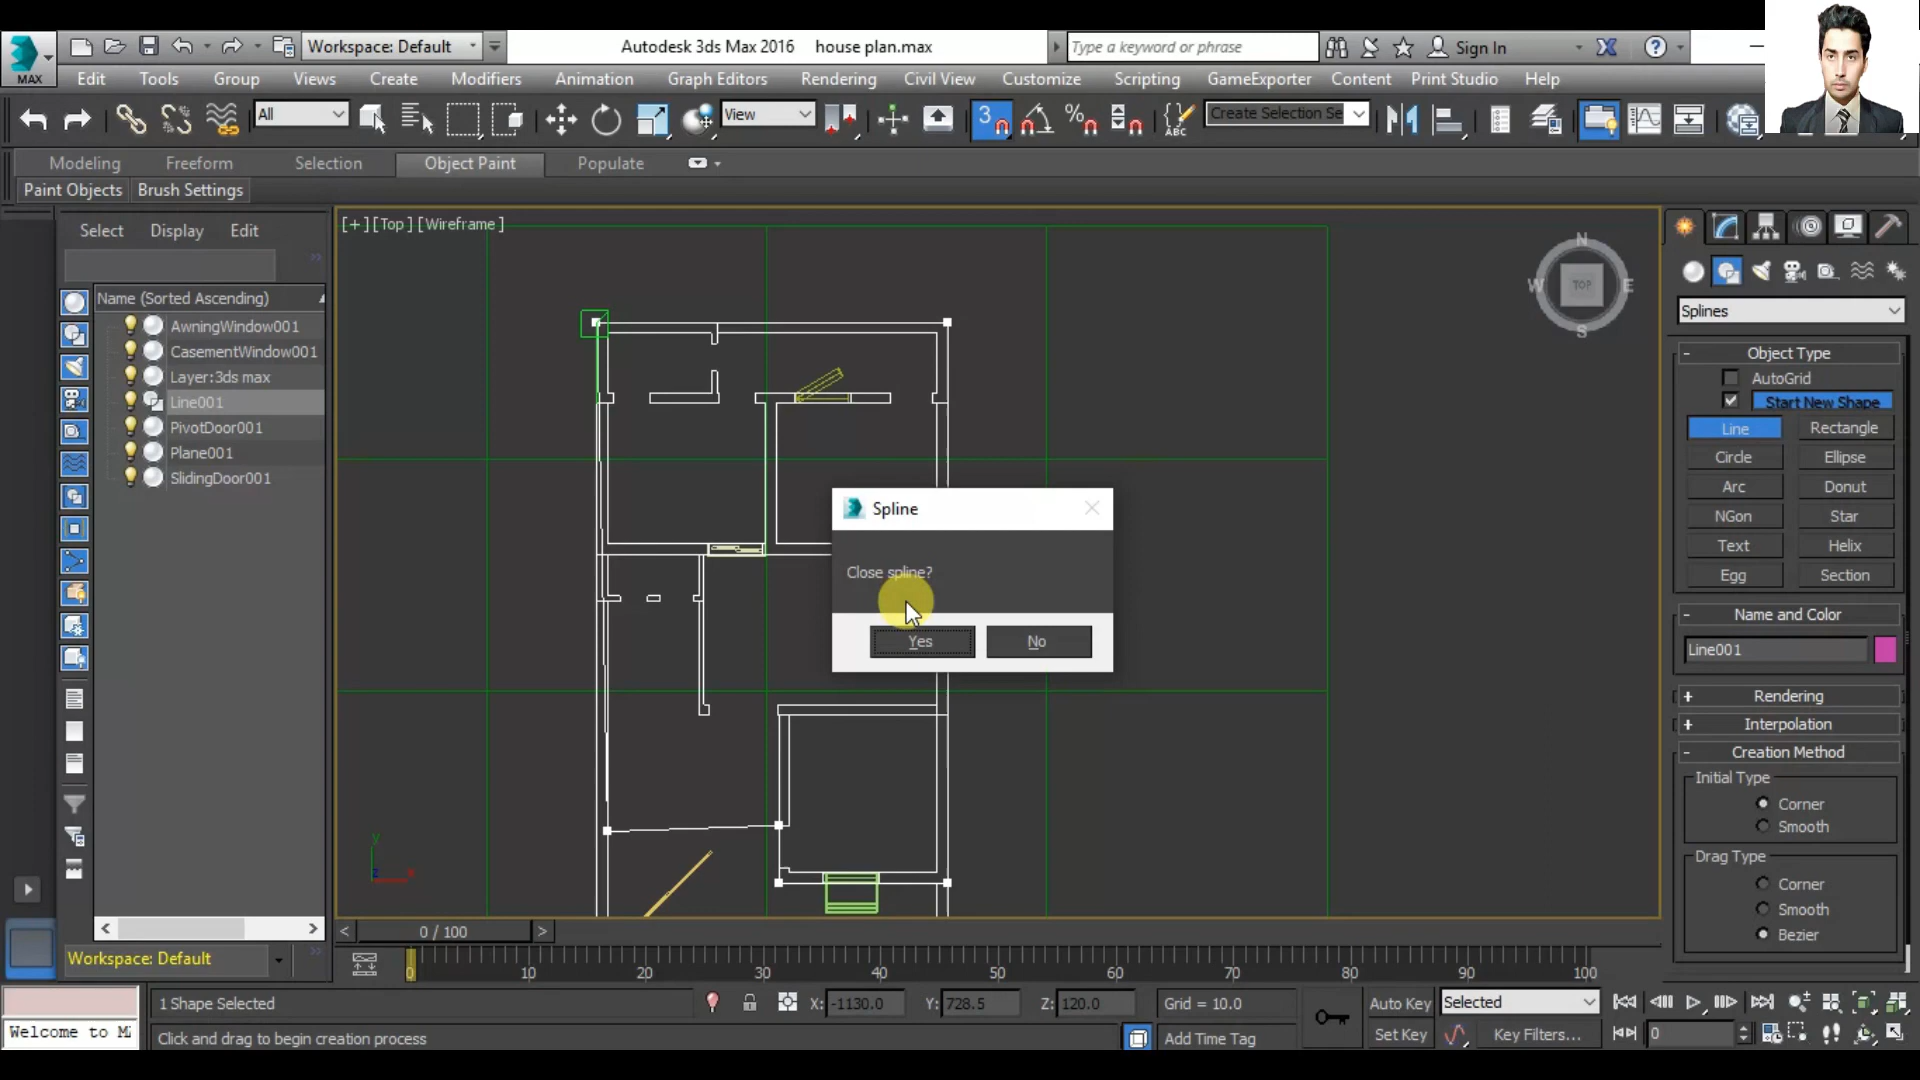 MAX
Workspace: Default
Autodesk 3ds Max 2016 house plan.max
Type a keyword or phrase
Sign In
Edit Tools Group Views Create Modifiers Animation Graph Editors Rendering Civil View Customize Scripting GameExporter Content Print Studio Help
All
View
3
%
ABC
Create Selection Se
Modeling Freeform Selection Object Paint Populate
Paint Objects Brush Settings
Select Display Edit
[+] [Top] [Wireframe]
Name (Sorted Ascending)
AwningWindow001
CasementWindow001
Layer:3ds max
Line001
PivotDoor001
Plane001
SlidingDoor001
N
W TOP E
S
Spline
Close spline?
Yes No
y
x
Splines
- Object Type
AutoGrid
Start New Shape
Line Rectangle
Circle Ellipse
Arc Donut
NGon Star
Text Helix
Egg Section
- Name and Color
Line001
+ Rendering
+ Interpolation
- Creation Method
Initial Type
Corner
Smooth
Drag Type
Corner
Smooth
Bezier
< 0 / 100 >
Workspace: Default
0 10 20 30 40 50 60 70 80 90 100
1 Shape Selected
X: -1130.0 Y: 728.5 Z: 120.0 Grid = 10.0
Auto Key Selected
Welcome to M
Click and drag to begin creation process
Add Time Tag
Set Key Key Filters...
0